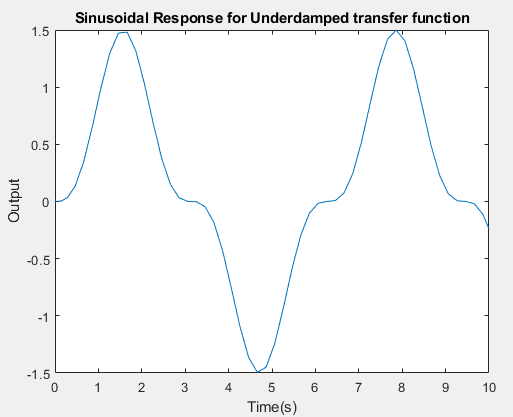 Sinusoidal Response for Underdamped transfer function
1.5
1
0.5
0
-0.5
-1
-1.5
Output
0 1 2 3 4 5 6 7 8 9 10
Time(s)